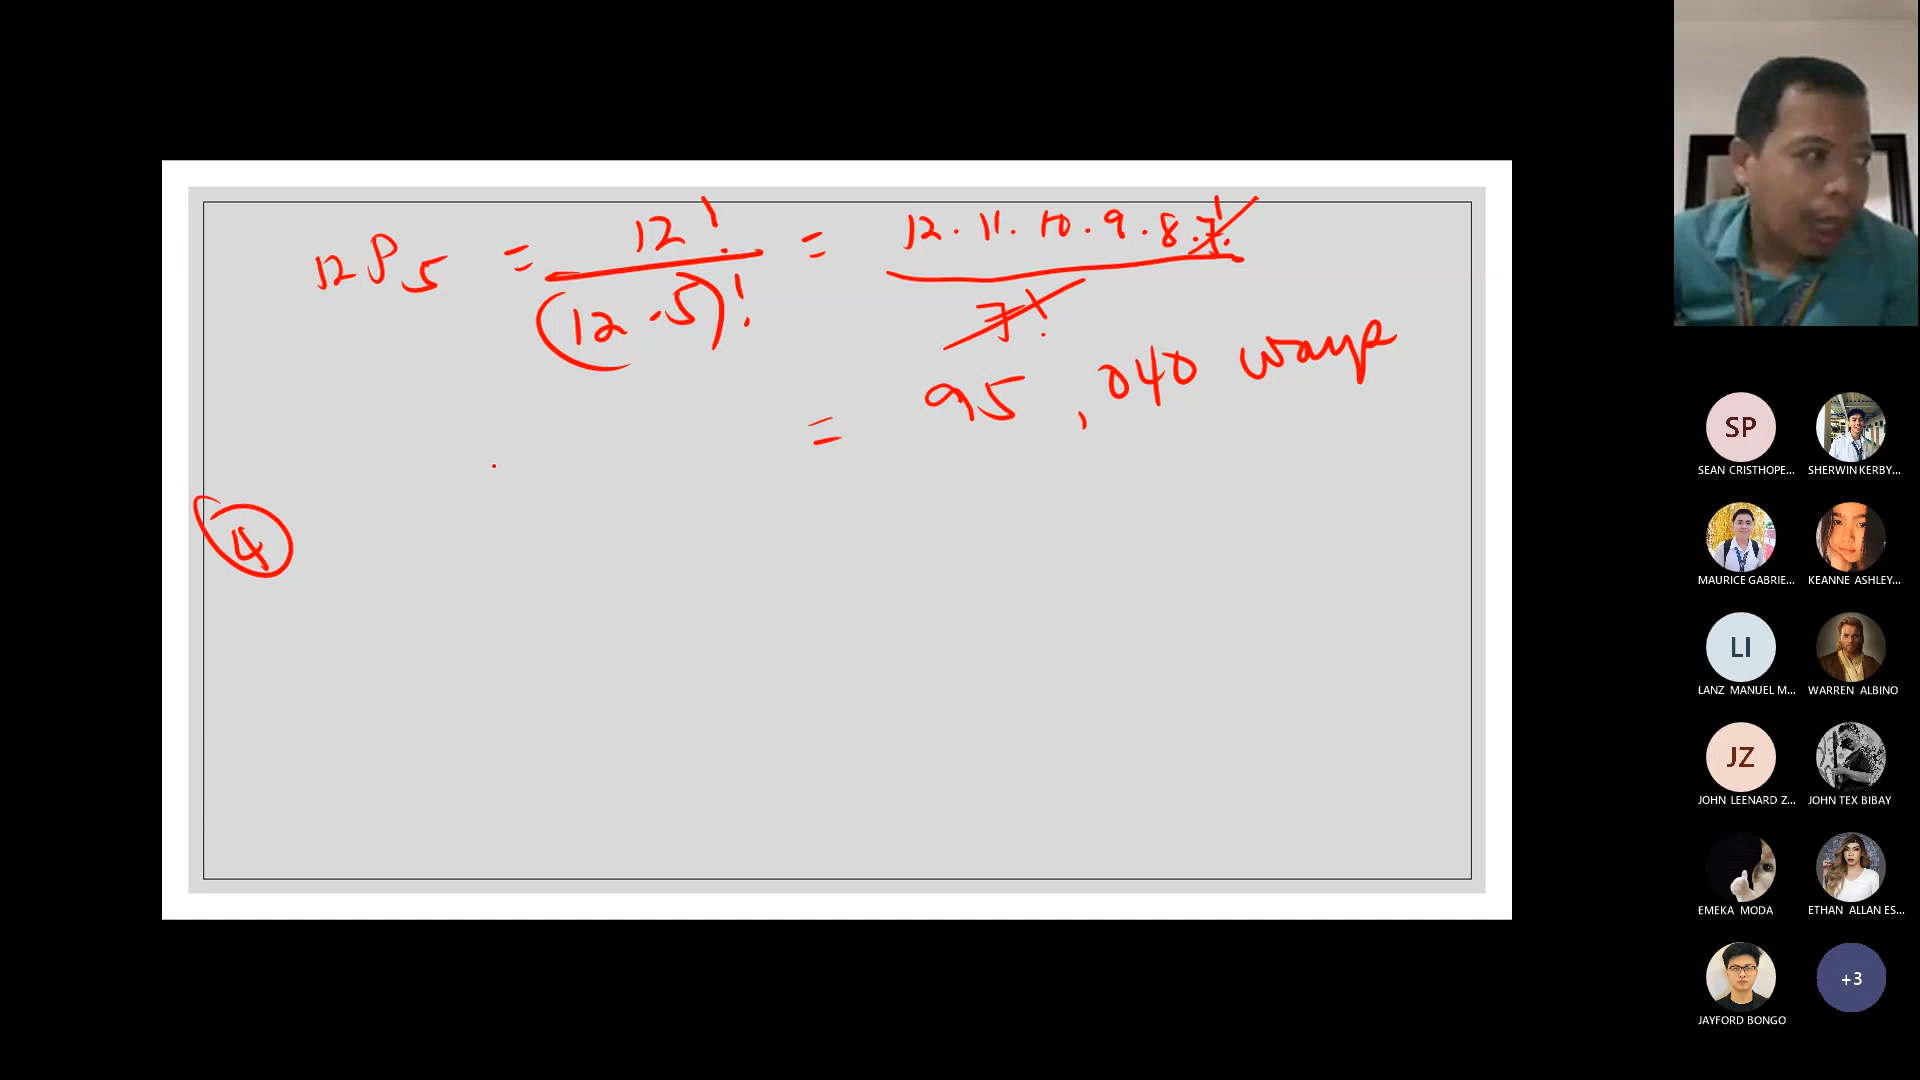 12P5 = 12! / (12-5)! = 12 . 11 . 10 . 9 . 8 . 7! / 7!
= 95,040 ways
4
SP
SEAN CRISTHOPE...
SHERWIN KERBY...
MAURICE GABRIE...
KEANNE ASHLEY...
LI
LANZ MANUEL M...
WARREN ALBINO
JZ
JOHN LEENARD Z...
JOHN TEX BIBAY
EMEKA MODA
ETHAN ALLAN ES...
JAYFORD BONGO
+3